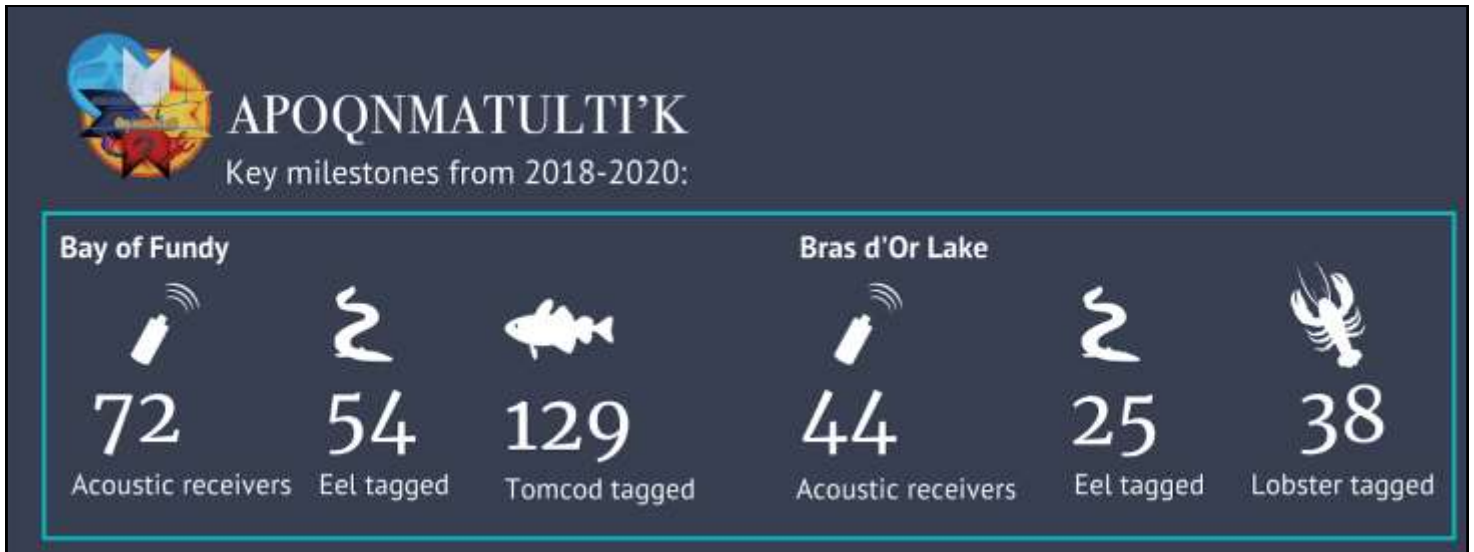 APOQNMATULTI’K
Key milestones from 2018-2020:
Bay of Fundy
72
Acoustic receivers
54
Eel tagged
129
Tomcod tagged
Bras d'Or Lake
44
Acoustic receivers
25
Eel tagged
38
Lobster tagged